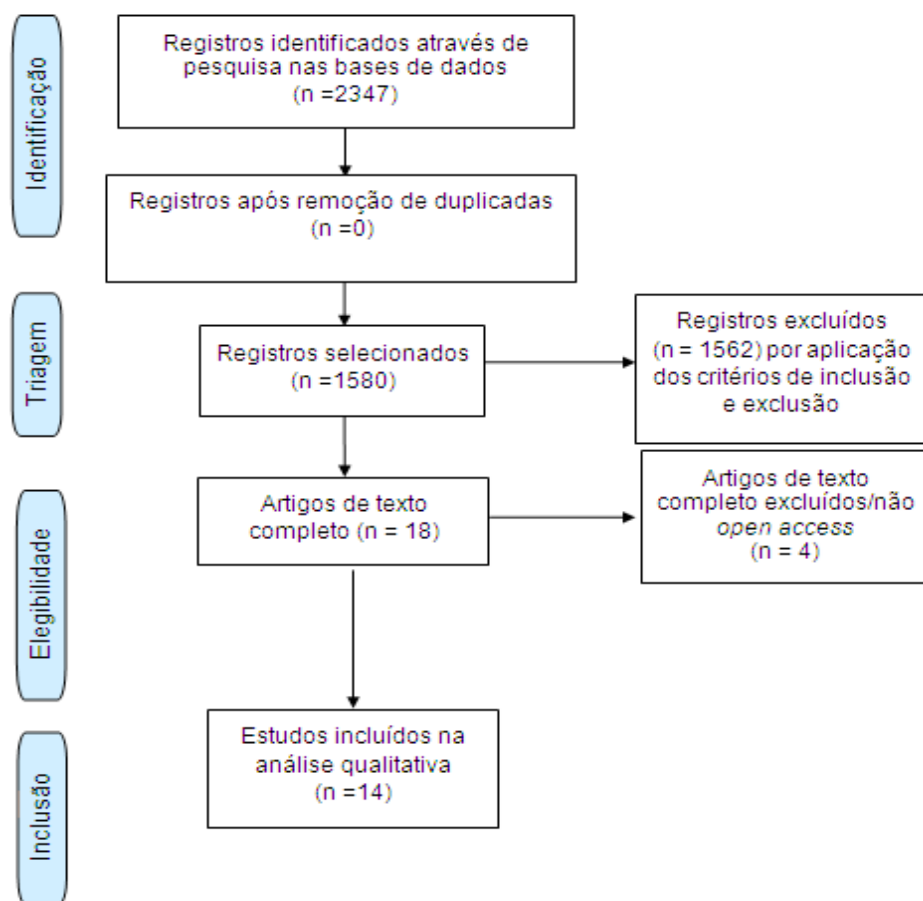 Identificação
Registros identificados através de
pesquisa nas bases de dados
(n =2347)
Registros após remoção de duplicadas
(n =0)
Triagem
Registros selecionados
(n =1580)
Registros excluídos
(n = 1562) por aplicação
dos critérios de inclusão
e exclusão
Elegibilidade
Artigos de texto
completo (n = 18)
Artigos de texto
completo excluídos/não
open access
(n = 4)
Inclusão
Estudos incluídos na
análise qualitativa
(n =14)